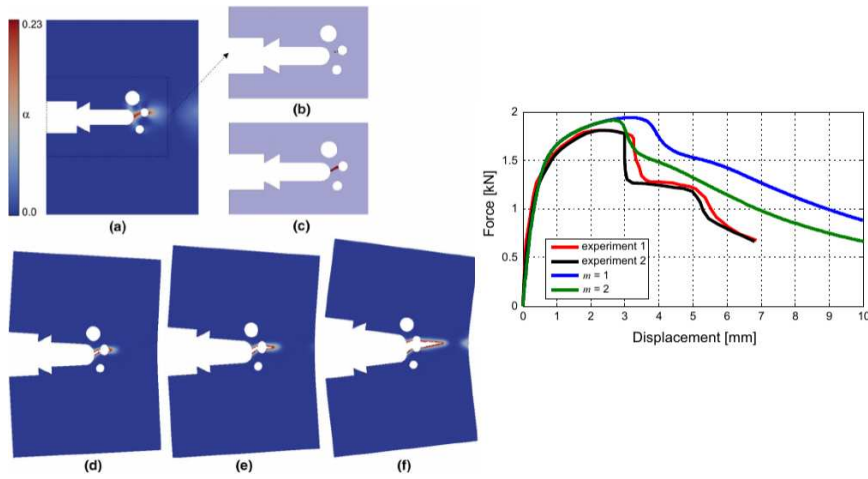 0.23
α
0.0
(a)
(b)
(c)
(d)
(e)
(f)
Force [kN]
2
1.5
1
0.5
0
experiment 1
experiment 2
m = 1
m = 2
0 1 2 3 4 5 6 7 8 9 10
Displacement [mm]